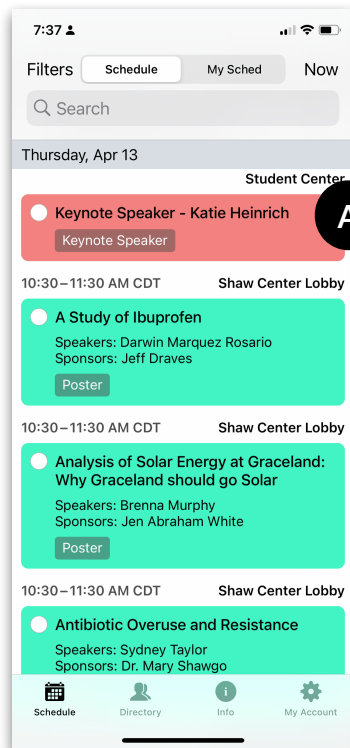 7:37
Filters Schedule My Sched Now
Search
Thursday, Apr 13
Student Center
Keynote Speaker - Katie Heinrich
Keynote Speaker
A
10:30–11:30 AM CDT Shaw Center Lobby
A Study of Ibuprofen
Speakers: Darwin Marquez Rosario
Sponsors: Jeff Draves
Poster
10:30–11:30 AM CDT Shaw Center Lobby
Analysis of Solar Energy at Graceland:
Why Graceland should go Solar
Speakers: Brenna Murphy
Sponsors: Jen Abraham White
Poster
10:30–11:30 AM CDT Shaw Center Lobby
Antibiotic Overuse and Resistance
Speakers: Sydney Taylor
Sponsors: Dr. Mary Shawgo
Schedule Directory Info My Account